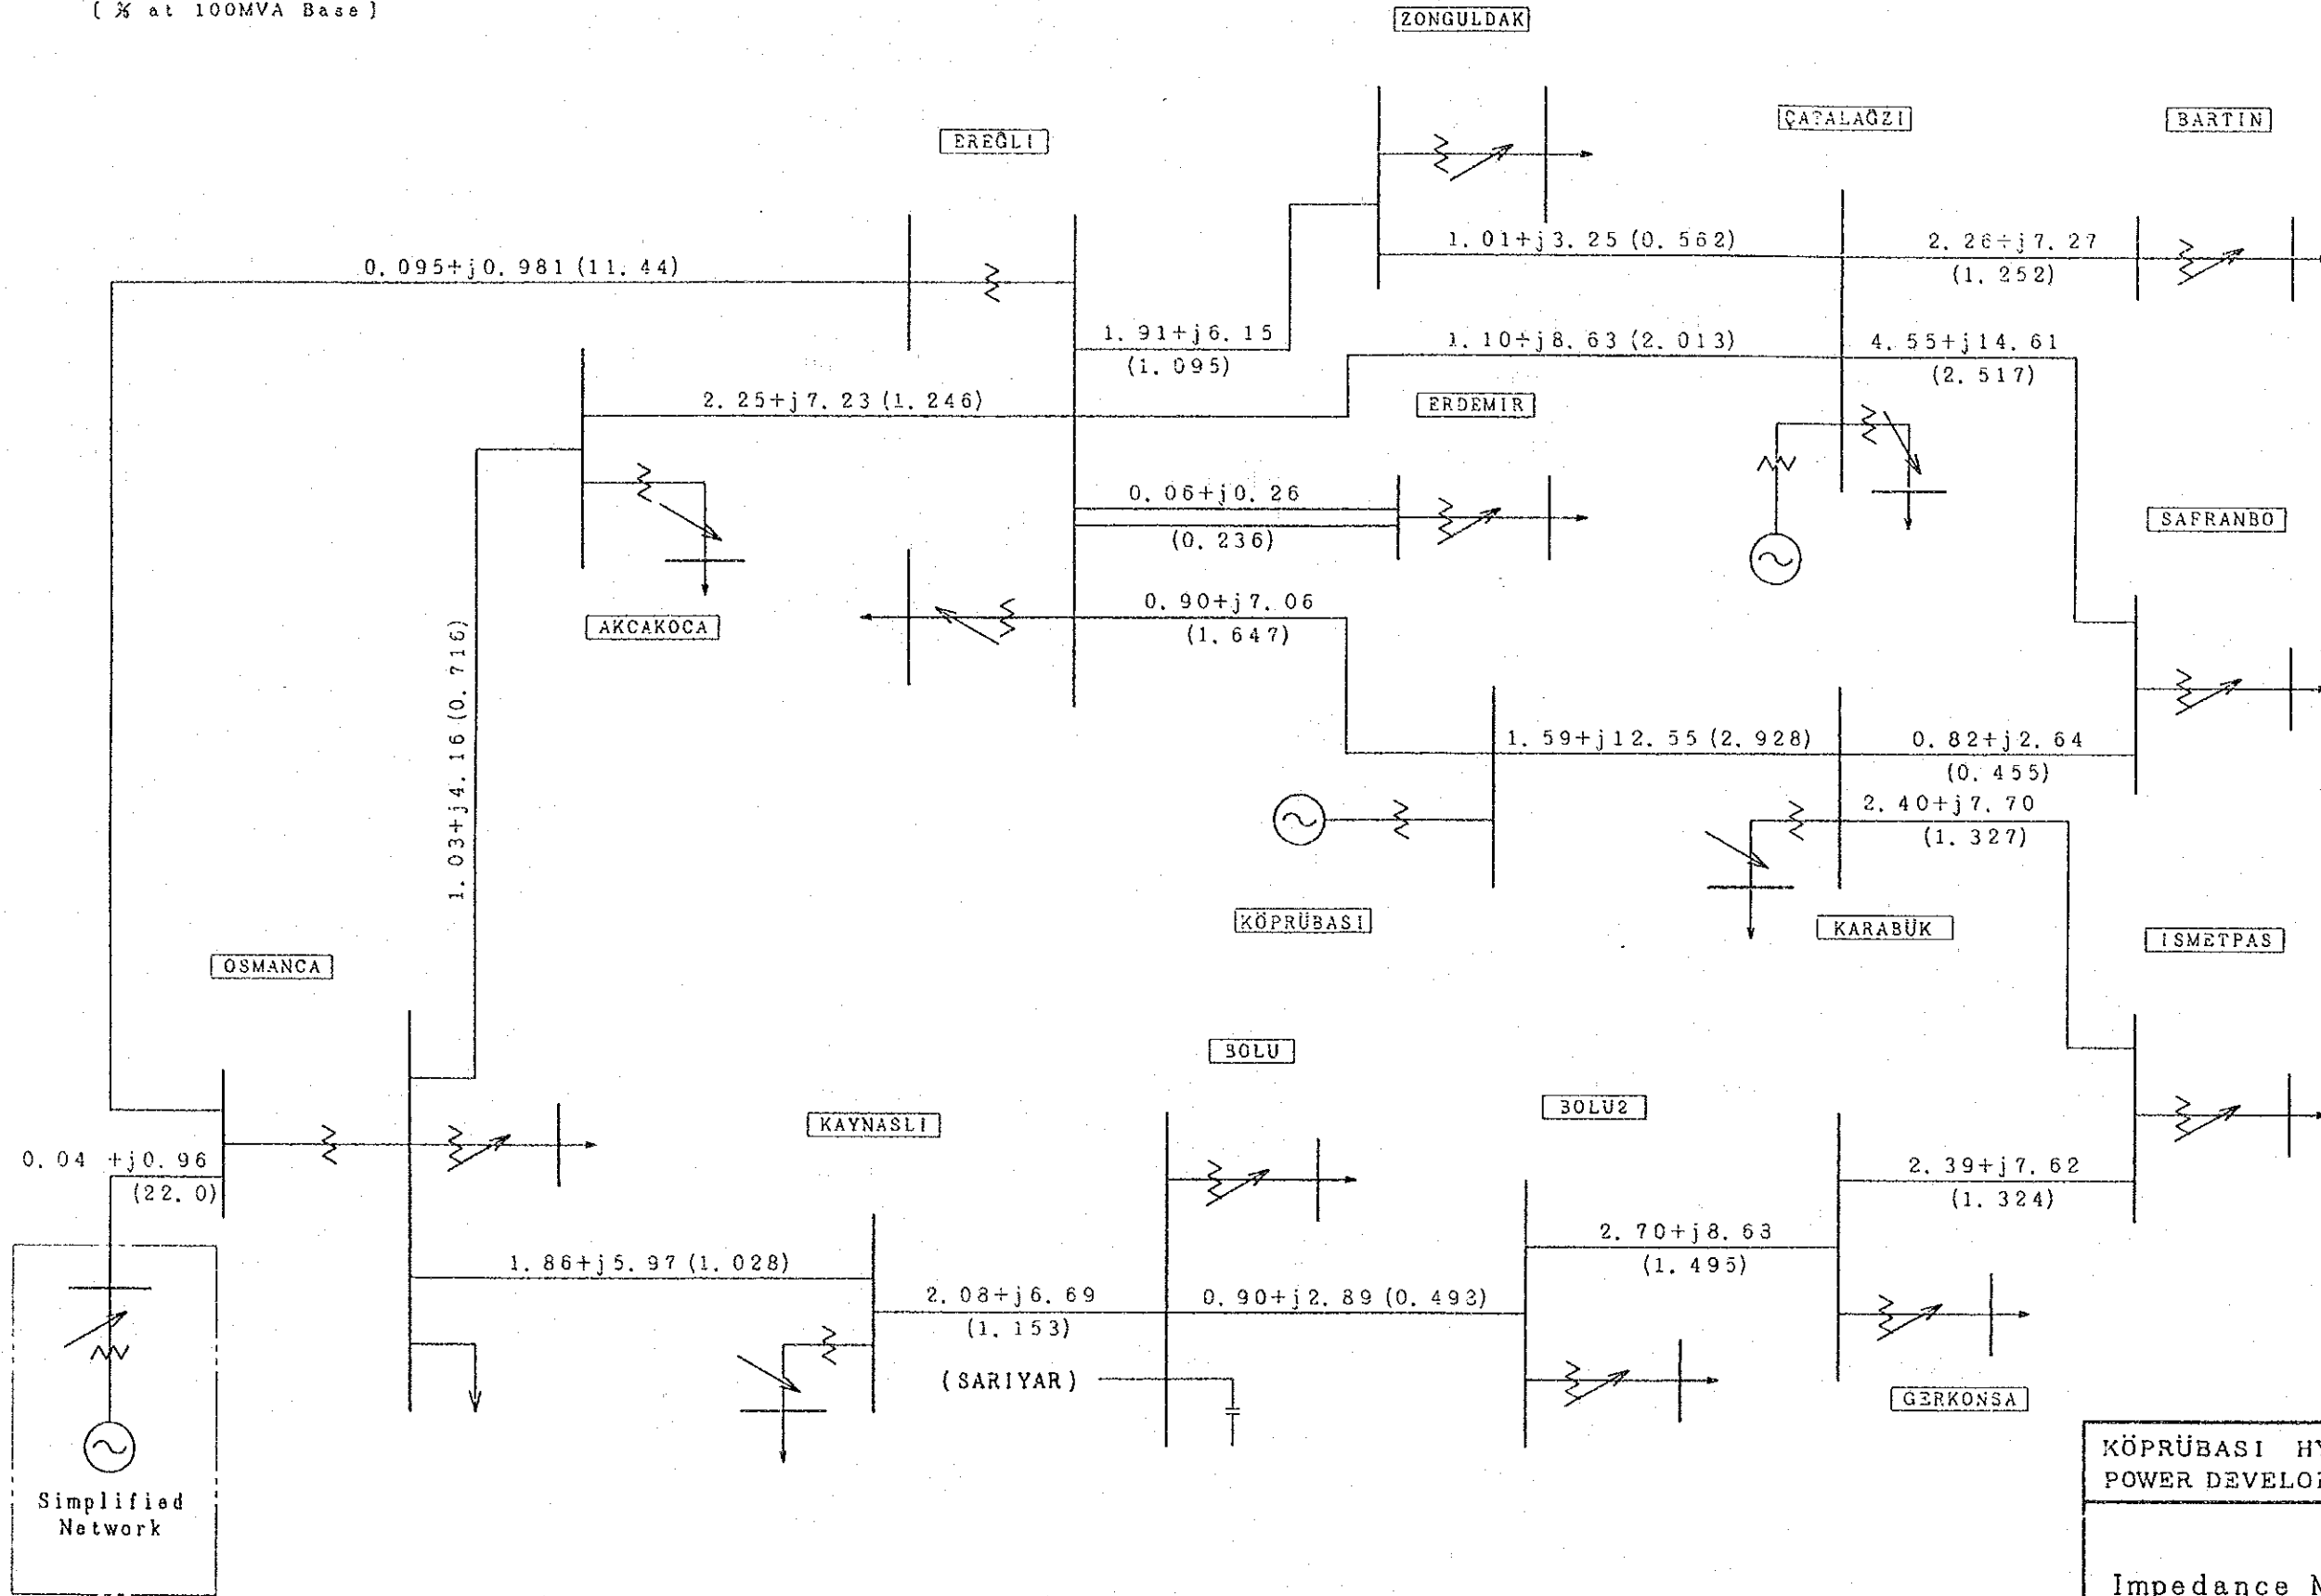 ( % at 100MVA Base )
ZONGULDAK
ÇATALAĞZI
BARTIN
EREĞLI
1.01+j3.25 (0.562)
2.26+j7.27
(1.252)
0.095+j0.981 (11.44)
1.91+j6.15
(1.095)
1.10+j8.63 (2.013)
4.55+j14.61
(2.517)
2.25+j7.23 (1.246)
ERDEMIR
0.06+j0.26
(0.236)
SAFRANBO
0.90+j7.06
(1.647)
AKCAKOCA
1.03+j4.16 (0.716)
1.59+j12.55 (2.928)
0.82+j2.64
(0.455)
2.40+j7.70
(1.327)
KÖPRÜBASI
KARABÜK
ISMETPAS
OSMANCA
BOLU
BOLU2
KAYNASLI
0.04 +j0.96
(22.0)
2.39+j7.62
(1.324)
2.70+j8.63
(1.495)
1.86+j5.97 (1.028)
2.08+j6.69
(1.153)
0.90+j2.89 (0.493)
(SARIYAR)
GERKONSA
Simplified
Network
KÖPRÜBASI HY
POWER DEVELO
Impedance M